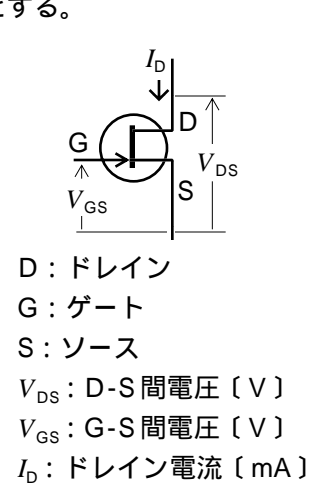 とする。
I_D
D
G
V_DS
V_GS
S
D：ドレイン
G：ゲート
S：ソース
V_DS：D-S間電圧〔V〕
V_GS：G-S間電圧〔V〕
I_D：ドレイン電流〔mA〕